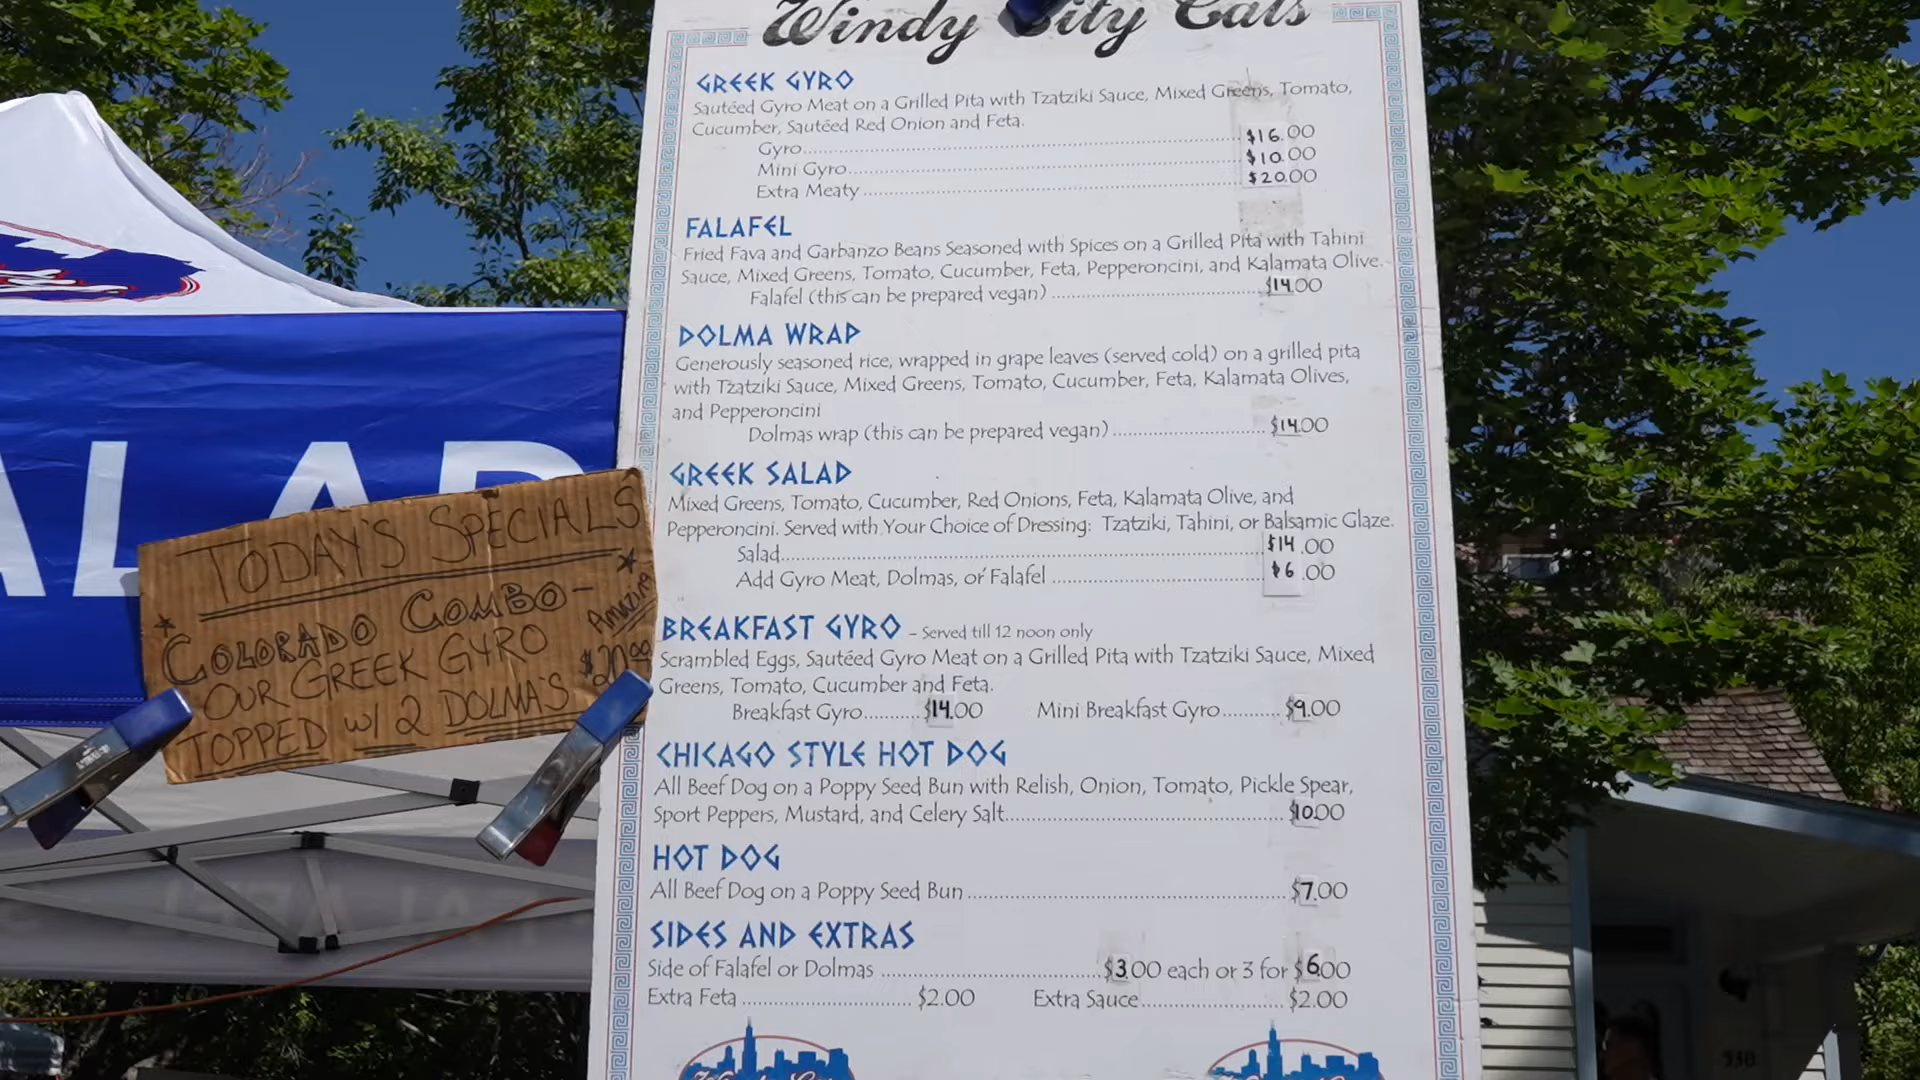 Windy City Eats
GREEK GYRO
Sautéed Gyro Meat on a Grilled Pita with Tzatziki Sauce, Mixed Greens, Tomato,
Cucumber, Sautéed Red Onion and Feta.
Gyro........ $16.00
Mini Gyro........ $10.00
Extra Meaty........ $20.00
FALAFEL
Fried Fava and Garbanzo Beans Seasoned with Spices on a Grilled Pita with Tahini
Sauce, Mixed Greens, Tomato, Cucumber, Feta, Pepperoncini, and Kalamata Olive.
Falafel (this can be prepared vegan)........ $14.00
DOLMA WRAP
Generously seasoned rice, wrapped in grape leaves (served cold) on a grilled pita
with Tzatziki Sauce, Mixed Greens, Tomato, Cucumber, Feta, Kalamata Olives,
and Pepperoncini
Dolmas wrap (this can be prepared vegan)........ $14.00
GREEK SALAD
Mixed Greens, Tomato, Cucumber, Red Onions, Feta, Kalamata Olive, and
Pepperoncini. Served with Your Choice of Dressing: Tzatziki, Tahini, or Balsamic Glaze.
Salad........ $14.00
Add Gyro Meat, Dolmas, or Falafel........ $6.00
BREAKFAST GYRO - Served till 12 noon only
Scrambled Eggs, Sautéed Gyro Meat on a Grilled Pita with Tzatziki Sauce, Mixed
Greens, Tomato, Cucumber and Feta.
Breakfast Gyro........ $14.00 Mini Breakfast Gyro........ $9.00
CHICAGO STYLE HOT DOG
All Beef Dog on a Poppy Seed Bun with Relish, Onion, Tomato, Pickle Spear,
Sport Peppers, Mustard, and Celery Salt........ $10.00
HOT DOG
All Beef Dog on a Poppy Seed Bun........ $7.00
SIDES AND EXTRAS
Side of Falafel or Dolmas........ $3.00 each or 3 for $6.00
Extra Feta........ $2.00 Extra Sauce........ $2.00
TODAY'S SPECIALS
COLORADO COMBO-
OUR GREEK GYRO
TOPPED W/ 2 DOLMA'S
AMAZING
$20.00
530